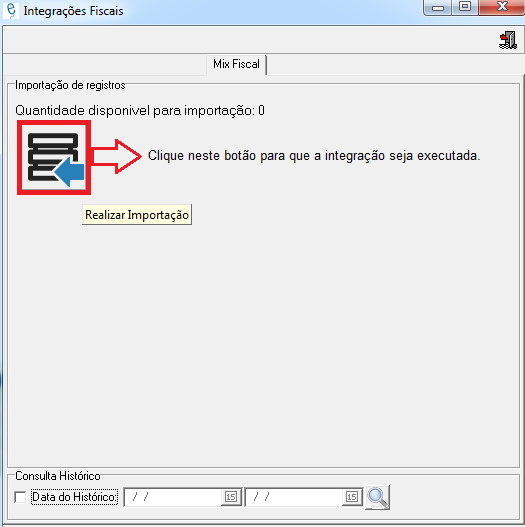 Integrações Fiscais
Mix Fiscal
Importação de registros
Quantidade disponivel para importação: 0
Clique neste botão para que a integração seja executada.
Realizar Importação
Consulta Histórico
Data do Histórico: / / 15 / / 15